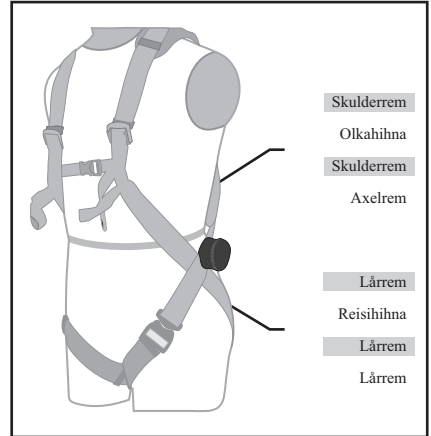 Skulderrem
Olkahihna
Skulderrem
Axelrem
Lårrem
Reisihihna
Lårrem
Lårrem